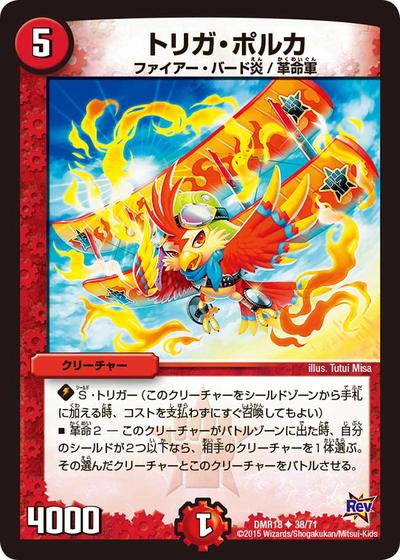 5
トリガ・ポルカ
ファイアー・バード炎 / 革命軍
えん
かくめいぐん
クリーチャー
illus. Tutui Misa
S・トリガー（このクリーチャーをシールドゾーンから手札
に加える時、コストを支払わずにすぐ召喚してもよい）
■ 革命２ ― このクリーチャーがバトルゾーンに出た時、自分
のシールドが２つ以下なら、相手のクリーチャーを１体選ぶ。
その選んだクリーチャーとこのクリーチャーをバトルさせる。
4000
1
Rev
DMR18 ◆ 38/71
©2015 Wizards/Shogakukan/Mitsui-Kids